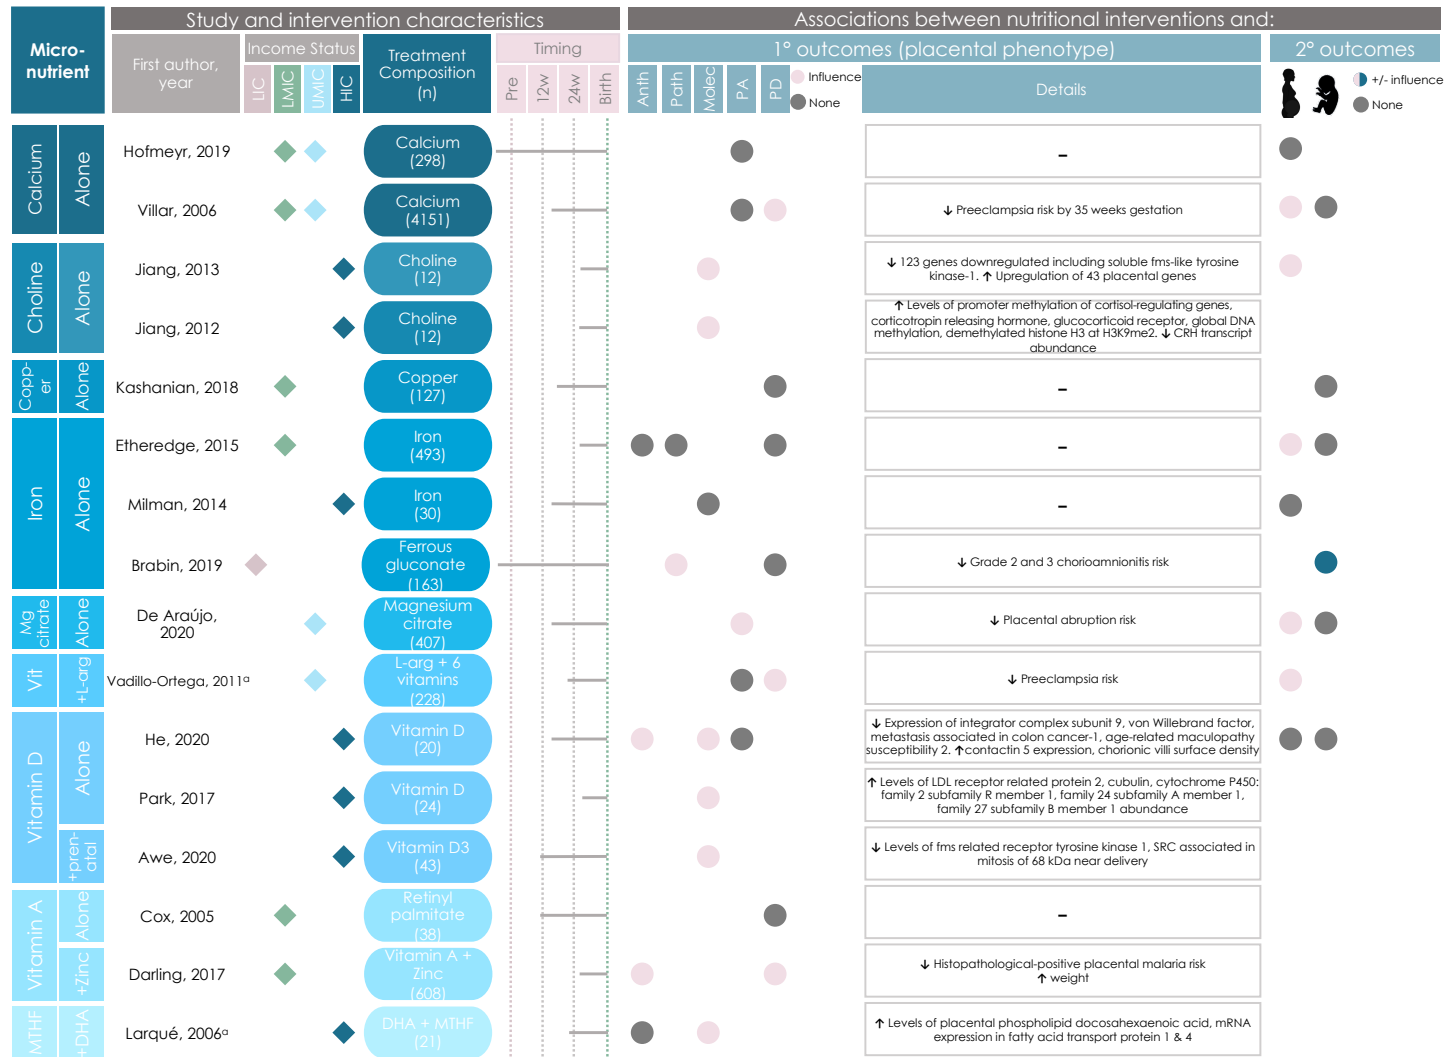 Study and intervention characteristics
Associations between nutritional interventions and:
Micro-
nutrient
First author,
year
Income Status
LIC
LMIC
UMIC
HIC
Treatment
Composition
(n)
Timing
Pre
12w
24w
Birth
1° outcomes (placental phenotype)
Anth
Path
Molec
PA
PD
Influence
None
Details
2° outcomes
+/- influence
None
Calcium
Alone
Hofmeyr, 2019
Calcium
(298)
–
Villar, 2006
Calcium
(4151)
↓ Preeclampsia risk by 35 weeks gestation
Choline
Alone
Jiang, 2013
Choline
(12)
↓ 123 genes downregulated including soluble fms-like tyrosine
kinase-1. ↑ Upregulation of 43 placental genes
Jiang, 2012
Choline
(12)
↑ Levels of promoter methylation of cortisol-regulating genes,
corticotropin releasing hormone, glucocorticoid receptor, global DNA
methylation, demethylated histone H3 at H3K9me2. ↓ CRH transcript
abundance
Copp-
er
Alone
Kashanian, 2018
Copper
(127)
–
Iron
Alone
Etheredge, 2015
Iron
(493)
–
Milman, 2014
Iron
(30)
–
Brabin, 2019
Ferrous
gluconate
(163)
↓ Grade 2 and 3 chorioamnionitis risk
Mg
citrate
Alone
De Araújo,
2020
Magnesium
citrate
(407)
↓ Placental abruption risk
Vit
+L-arg
Vadillo-Ortega, 2011ᵃ
L-arg + 6
vitamins
(228)
↓ Preeclampsia risk
Vitamin D
Alone
He, 2020
Vitamin D
(20)
↓ Expression of integrator complex subunit 9, von Willebrand factor,
metastasis associated in colon cancer-1, age-related maculopathy
susceptibility 2. ↑contactin 5 expression, chorionic villi surface density
Park, 2017
Vitamin D
(24)
↑ Levels of LDL receptor related protein 2, cubulin, cytochrome P450:
family 2 subfamily R member 1, family 24 subfamily A member 1,
family 27 subfamily B member 1 abundance
+pren-
atal
Awe, 2020
Vitamin D3
(43)
↓ Levels of fms related receptor tyrosine kinase 1, SRC associated in
mitosis of 68 kDa near delivery
Vitamin A
Alone
Cox, 2005
Retinyl
palmitate
(38)
–
+Zinc
Darling, 2017
Vitamin A +
Zinc
(608)
↓ Histopathological-positive placental malaria risk
↑ weight
MTHF
+DHA
Larqué, 2006ᵃ
DHA + MTHF
(21)
↑ Levels of placental phospholipid docosahexaenoic acid, mRNA
expression in fatty acid transport protein 1 & 4